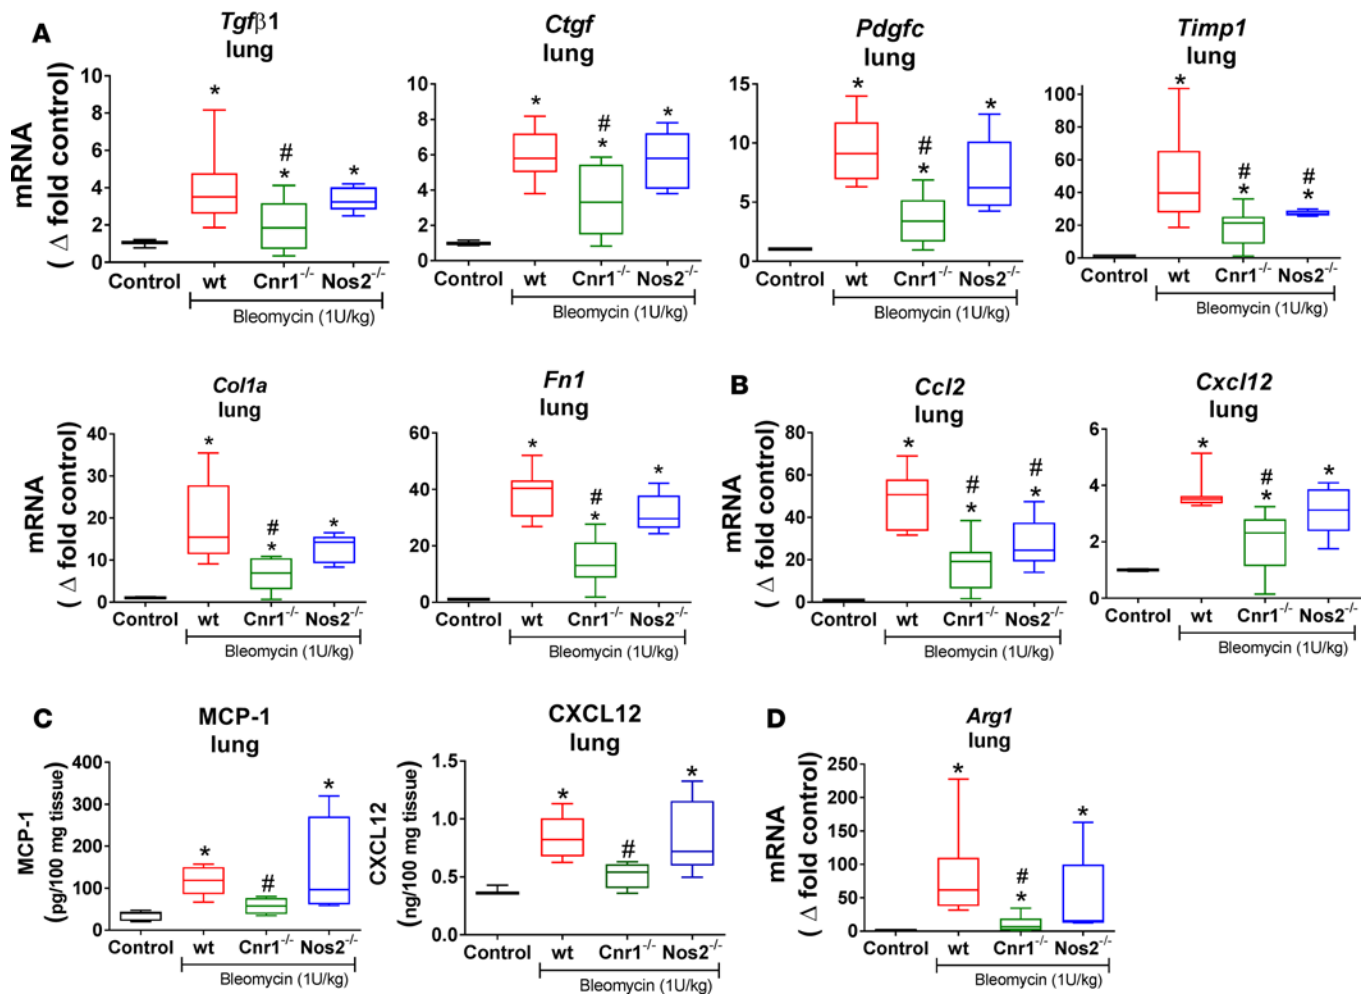 A
Tgfβ1
lung
mRNA
( Δ fold control)
10
8
6
4
2
0
*
#
*
*
Control wt Cnr1-/- Nos2-/-
Bleomycin (1U/kg)
Ctgf
lung
10
8
6
4
2
0
*
#
*
*
Control wt Cnr1-/- Nos2-/-
Bleomycin (1U/kg)
Pdgfc
lung
15
10
5
0
*
#
*
*
Control wt Cnr1-/- Nos2-/-
Bleomycin (1U/kg)
Timp1
lung
100
80
60
40
20
0
*
#
*
#
*
Control wt Cnr1-/- Nos2-/-
Bleomycin (1U/kg)
Col1a
lung
mRNA
( Δ fold control)
40
30
20
10
0
*
#
*
*
Control wt Cnr1-/- Nos2-/-
Bleomycin (1U/kg)
Fn1
lung
60
40
20
0
*
#
*
*
Control wt Cnr1-/- Nos2-/-
Bleomycin (1U/kg)
B
Ccl2
lung
mRNA
( Δ fold control)
80
60
40
20
0
*
#
*
#
*
Control wt Cnr1-/- Nos2-/-
Bleomycin (1U/kg)
Cxcl12
lung
6
4
2
0
*
#
*
*
Control wt Cnr1-/- Nos2-/-
Bleomycin (1U/kg)
C
MCP-1
lung
MCP-1
(pg/100 mg tissue)
400
300
200
100
0
*
#
*
Control wt Cnr1-/- Nos2-/-
Bleomycin (1U/kg)
CXCL12
lung
CXCL12
(ng/100 mg tissue)
1.5
1.0
0.5
0.0
*
#
*
Control wt Cnr1-/- Nos2-/-
Bleomycin (1U/kg)
D
Arg1
lung
mRNA
( Δ fold control)
250
200
150
100
50
0
*
#
*
*
Control wt Cnr1-/- Nos2-/-
Bleomycin (1U/kg)